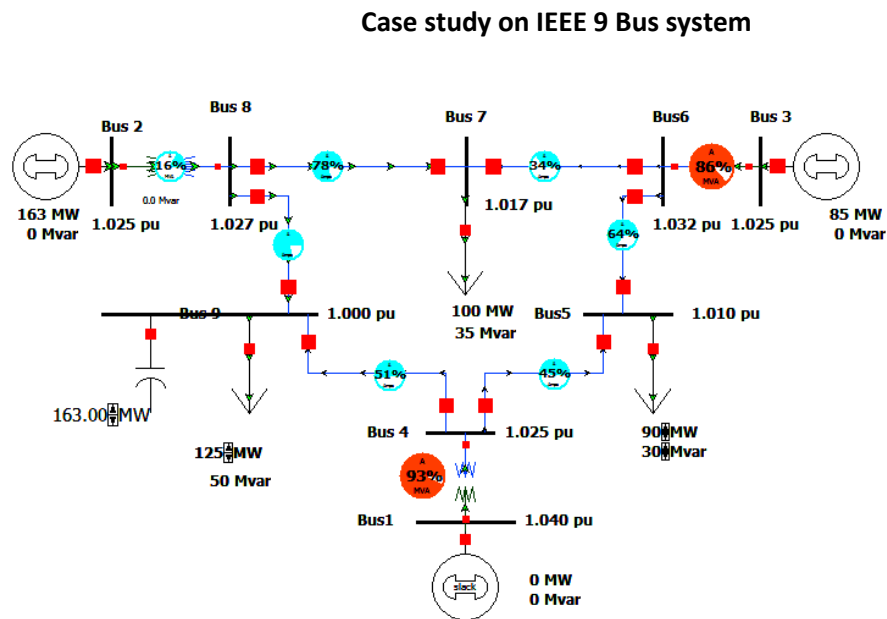 Case study on IEEE 9 Bus system
Bus 2
Bus 8
Bus 7
Bus6
Bus 3
A
16%
MVA
78%
34%
A
86%
MVA
0.0 Mvar
163 MW
0 Mvar
1.025 pu
1.027 pu
1.017 pu
1.032 pu
1.025 pu
85 MW
0 Mvar
64%
Bus 9
1.000 pu
100 MW
35 Mvar
Bus5
1.010 pu
51%
45%
163.00 MW
125 MW
50 Mvar
Bus 4
1.025 pu
90 MW
30 Mvar
A
93%
MVA
Bus1
1.040 pu
slack
0 MW
0 Mvar